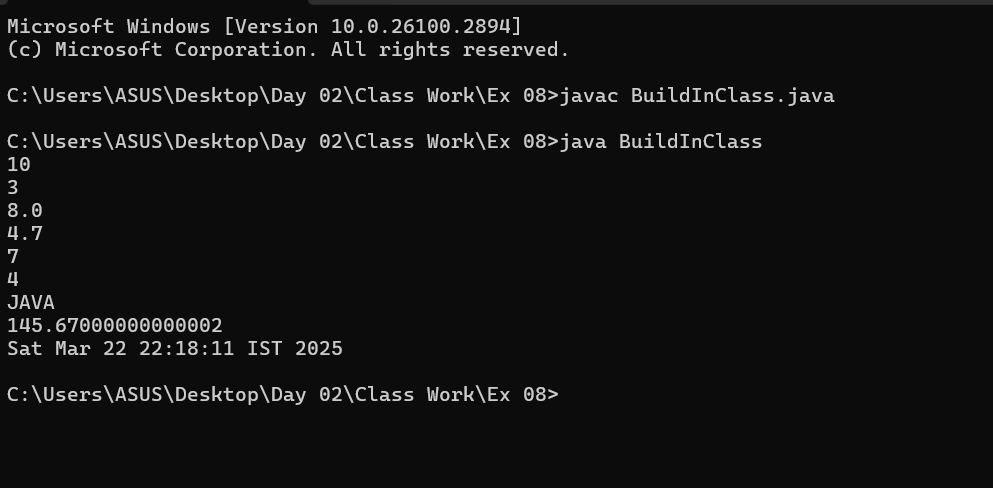 Microsoft Windows [Version 10.0.26100.2894]
(c) Microsoft Corporation. All rights reserved.
C:\Users\ASUS\Desktop\Day 02\Class Work\Ex 08>javac BuildInClass.java
C:\Users\ASUS\Desktop\Day 02\Class Work\Ex 08>java BuildInClass
10
3
8.0
4.7
7
4
JAVA
145.67000000000002
Sat Mar 22 22:18:11 IST 2025
C:\Users\ASUS\Desktop\Day 02\Class Work\Ex 08>